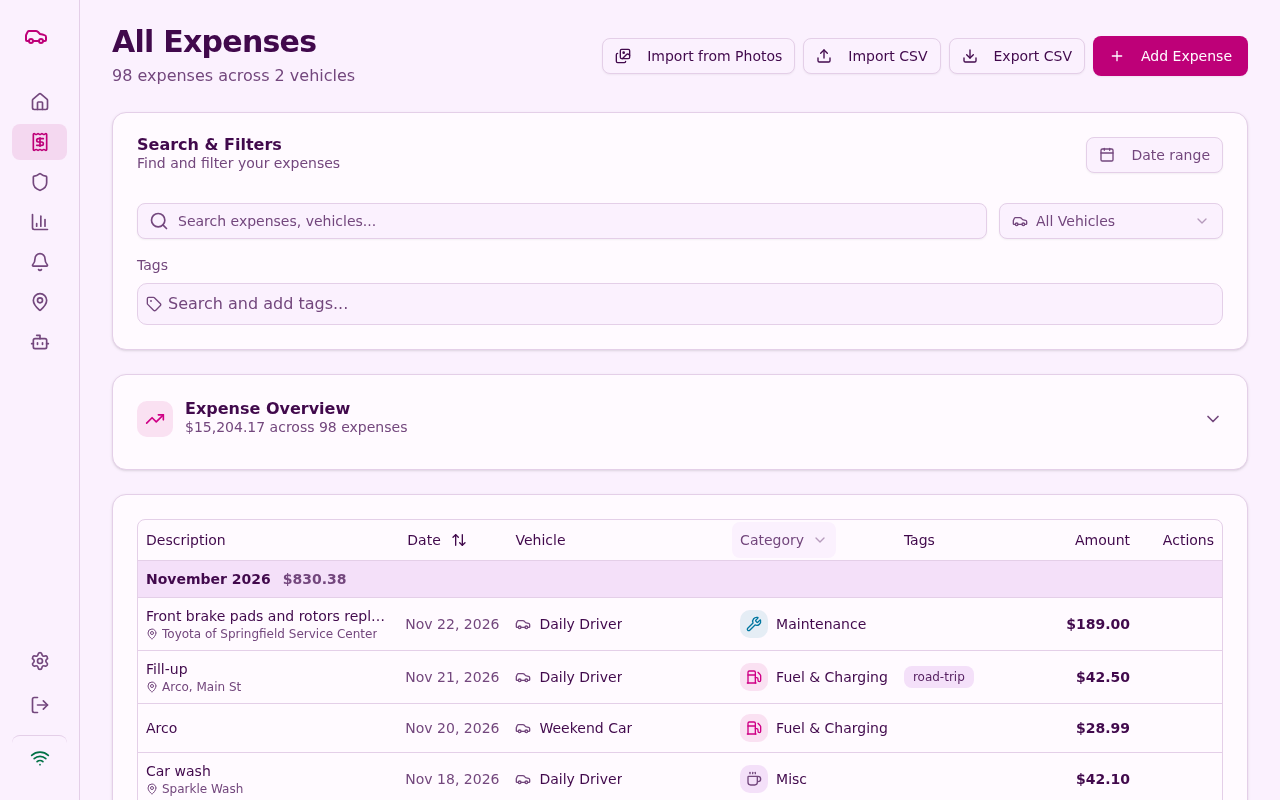 All Expenses
98 expenses across 2 vehicles
Import from Photos
Import CSV
Export CSV
Add Expense
Search & Filters
Find and filter your expenses
Date range
Search expenses, vehicles...
All Vehicles
Tags
Search and add tags...
Expense Overview
$15,204.17 across 98 expenses
Description Date Vehicle Category Tags Amount Actions
November 2026 $830.38
Front brake pads and rotors repl... Nov 22, 2026 Daily Driver Maintenance $189.00
Toyota of Springfield Service Center
Fill-up Nov 21, 2026 Daily Driver Fuel & Charging road-trip $42.50
Arco, Main St
Arco Nov 20, 2026 Weekend Car Fuel & Charging $28.99
Car wash Nov 18, 2026 Daily Driver Misc $42.10
Sparkle Wash